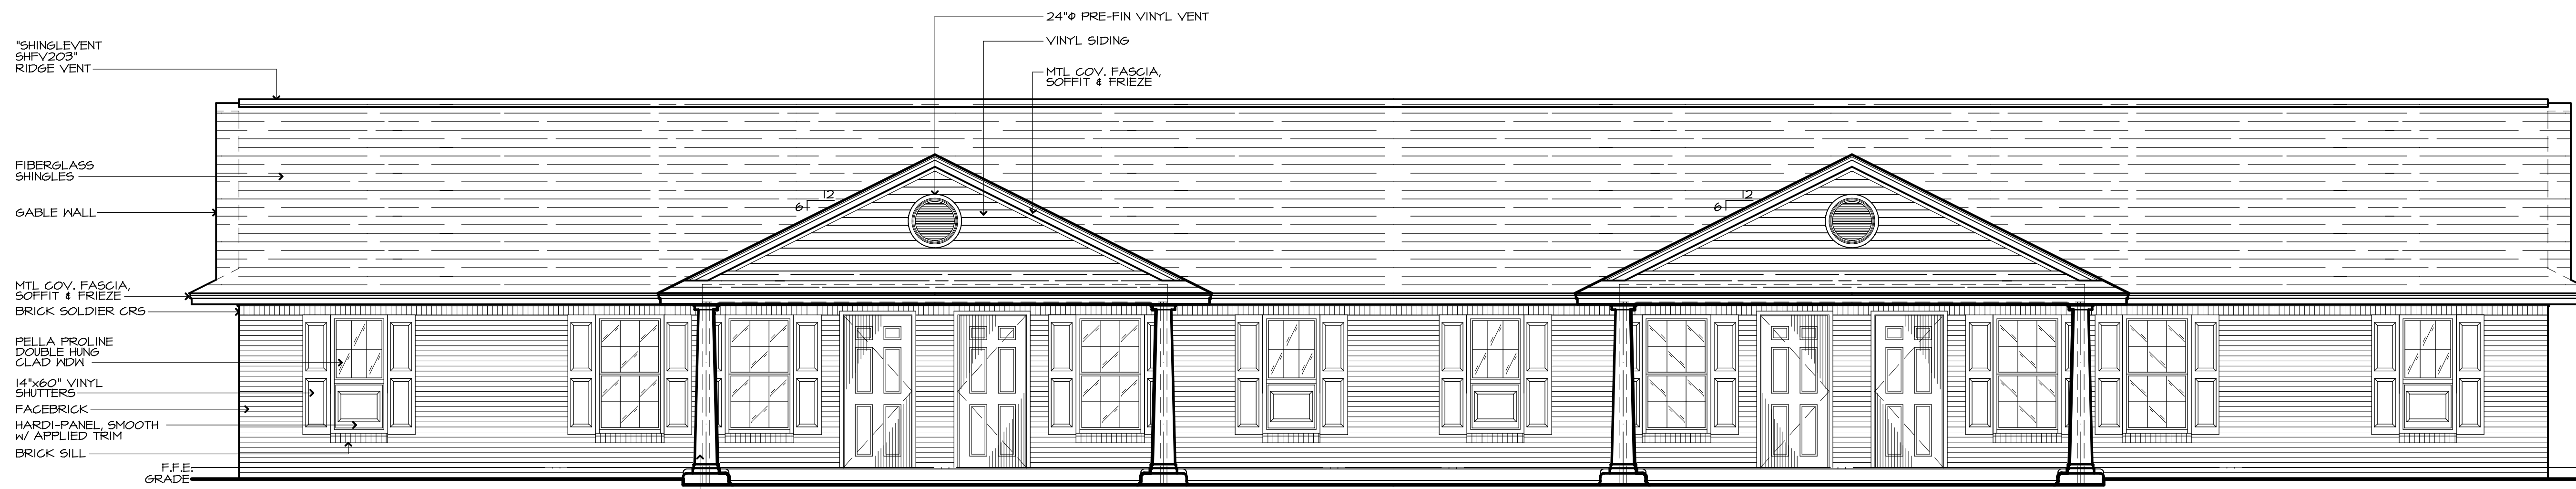 24"Φ PRE-FIN VINYL VENT
VINYL SIDING
MTL COV. FASCIA,
SOFFIT & FRIEZE
"SHINGLEVENT
SHFV203"
RIDGE VENT
FIBERGLASS
SHINGLES
GABLE WALL
12
6
12
6
MTL COV. FASCIA,
SOFFIT & FRIEZE
BRICK SOLDIER CRS
PELLA PROLINE
DOUBLE HUNG
CLAD WDW
14"x60" VINYL
SHUTTERS
FACEBRICK
HARDI-PANEL, SMOOTH
W/ APPLIED TRIM
BRICK SILL
F.F.E.
GRADE